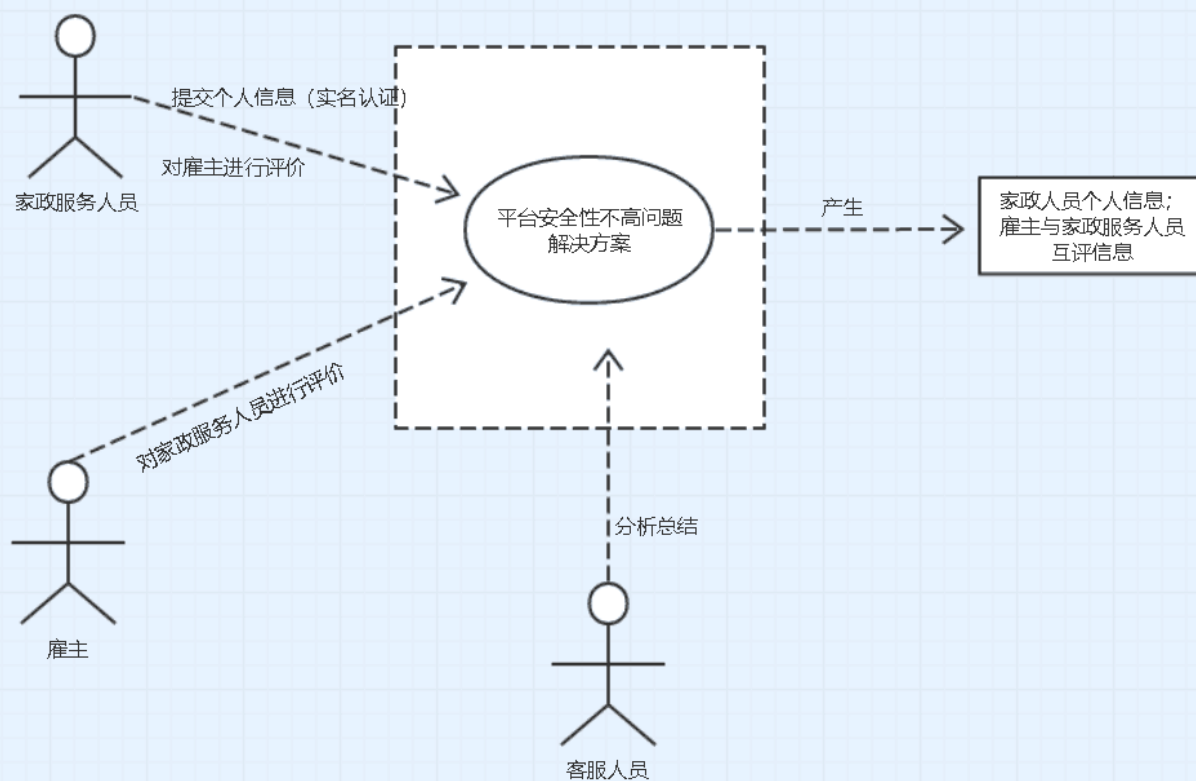 提交个人信息（实名认证）
对雇主进行评价
家政服务人员
平台安全性不高问题
解决方案
产生
家政人员个人信息；
雇主与家政服务人员
互评信息
对家政服务人员进行评价
分析总结
雇主
客服人员